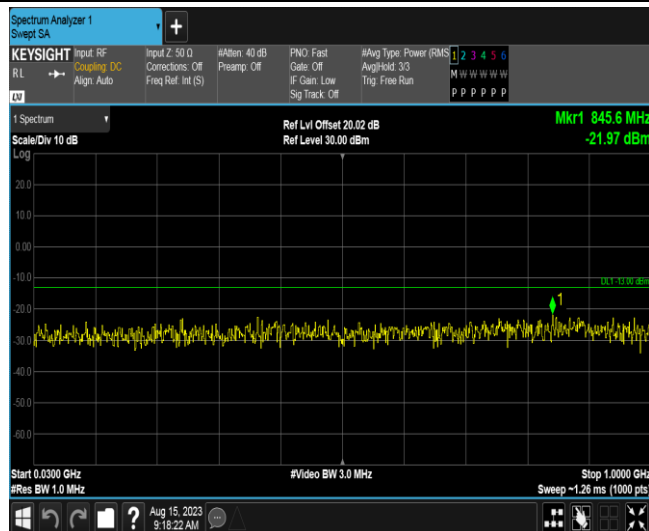 Spectrum Analyzer 1
Swept SA
+
KEYSIGHT
RL
LXI
Input: RF
Coupling: DC
Align: Auto
Input Z: 50 Ω
Corrections: Off
Freq Ref: Int (S)
#Atten: 40 dB
Preamp: Off
PNO: Fast
Gate: Off
IF Gain: Low
Sig Track: Off
#Avg Type: Power (RMS
Avg|Hold: 3/3
Trig: Free Run
1 2 3 4 5 6
M W W W W W
P P P P P P
1 Spectrum
Scale/Div 10 dB
Log
Ref Lvl Offset 20.02 dB
Ref Level 30.00 dBm
Mkr1 845.6 MHz
-21.97 dBm
20.0
10.0
0.00
-10.0
DL1 -13.00 dBm
1
-20.0
-30.0
-40.0
-50.0
-60.0
Start 0.0300 GHz
#Res BW 1.0 MHz
#Video BW 3.0 MHz
Stop 1.0000 GHz
Sweep ~1.26 ms (1000 pts)
?
Aug 15, 2023
9:18:22 AM